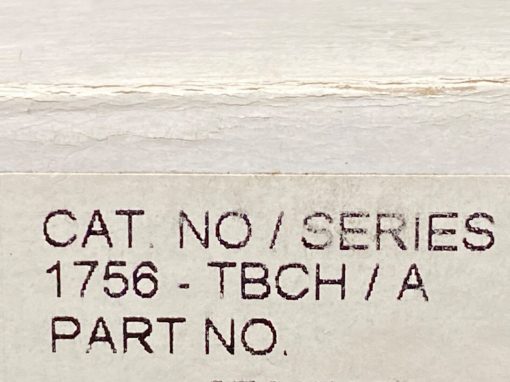 CAT. NO / SERIES
1756 - TBCH / A
PART NO.